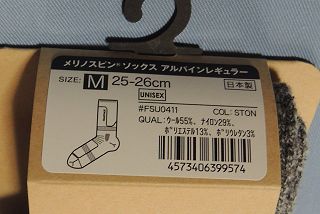 メリノスピン®ソックス アルパインレギュラー
SIZE: M 25-26cm 日本製
UNISEX
#FSU0411 COL: STON
QUAL: ウール55%、ナイロン29%、
ポリエステル13%、ポリウレタン3%
4573406399574